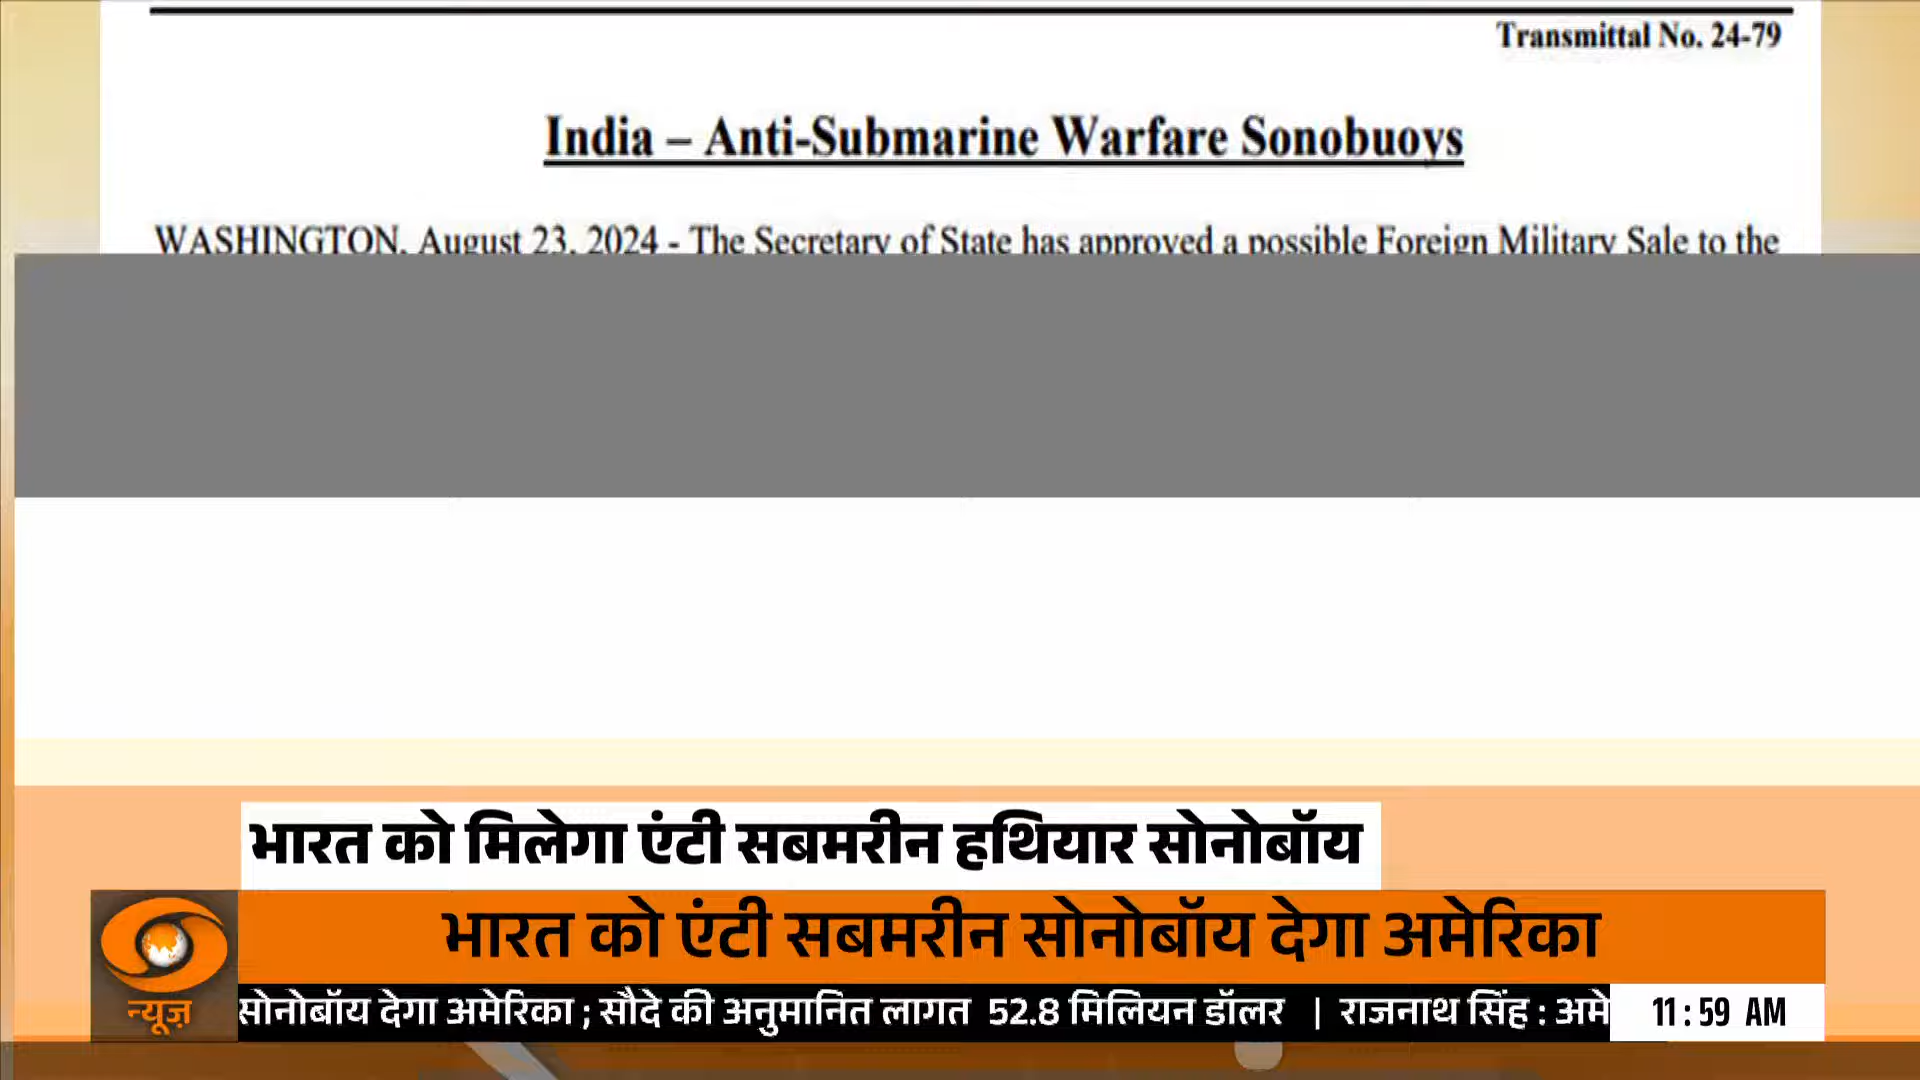 Transmittal No. 24-79
India – Anti-Submarine Warfare Sonobuoys
WASHINGTON, August 23, 2024 - The Secretary of State has approved a possible Foreign Military Sale to the
भारत को मिलेगा एंटी सबमरीन हथियार सोनोबॉय
भारत को एंटी सबमरीन सोनोबॉय देगा अमेरिका
न्यूज़
सोनोबॉय देगा अमेरिका ; सौदे की अनुमानित लागत 52.8 मिलियन डॉलर | राजनाथ सिंह : अमे
11 : 59 AM